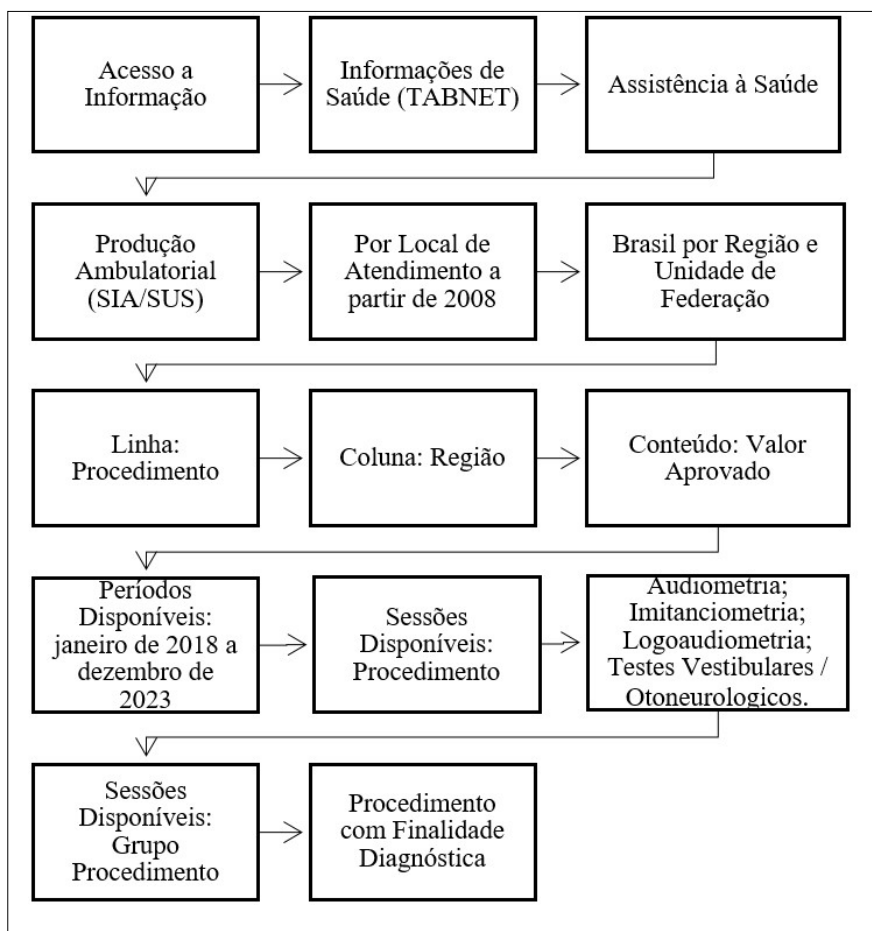 Acesso a
Informação
Informações de
Saúde (TABNET)
Assistência à Saúde
Produção
Ambulatorial
(SIA/SUS)
Por Local de
Atendimento a
partir de 2008
Brasil por Região e
Unidade de
Federação
Linha:
Procedimento
Coluna: Região
Conteúdo: Valor
Aprovado
Períodos
Disponíveis:
janeiro de 2018 a
dezembro de
2023
Sessões
Disponíveis:
Procedimento
Audiometria;
Imitanciometria;
Logoaudiometria;
Testes Vestibulares /
Otoneurologicos.
Sessões
Disponíveis:
Grupo
Procedimento
Procedimento
com Finalidade
Diagnóstica